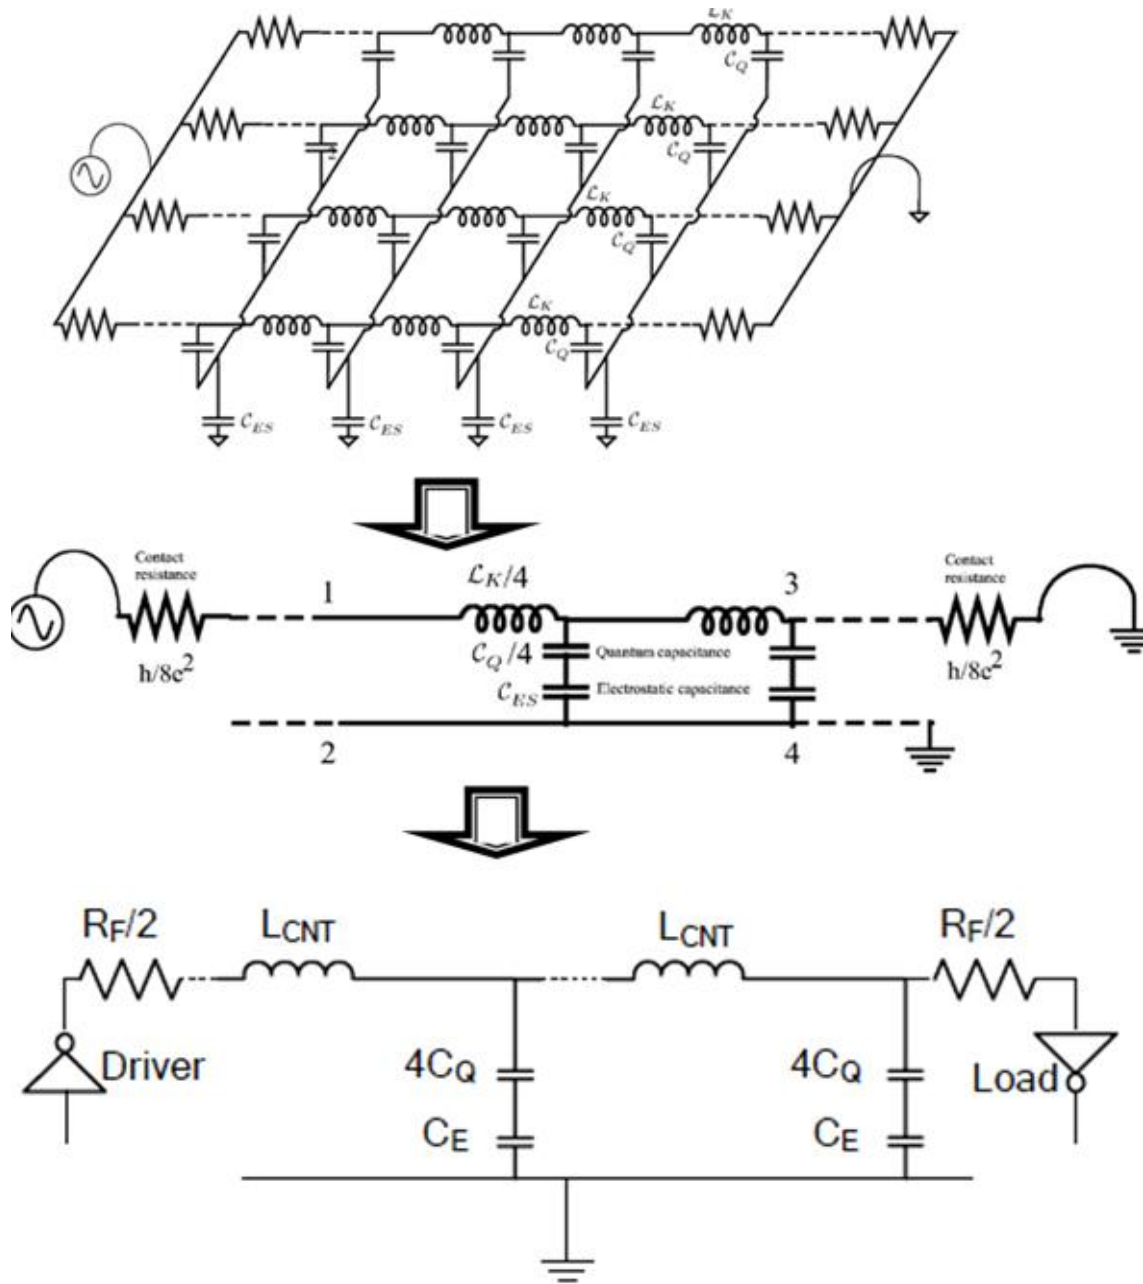 𝓛K
𝓒Q
𝓛K
𝓒Q
𝓛K
𝓒Q
𝓛K
𝓒Q
𝓒ES 𝓒ES 𝓒ES 𝓒ES
Contact
resistance
h/8e²
1
𝓛K/4
3
Contact
resistance
h/8e²
𝓒Q/4 Quantum capacitance
𝓒ES Electrostatic capacitance
2
4
RF/2 LCNT LCNT RF/2
Driver 4CQ 4CQ Load
CE CE